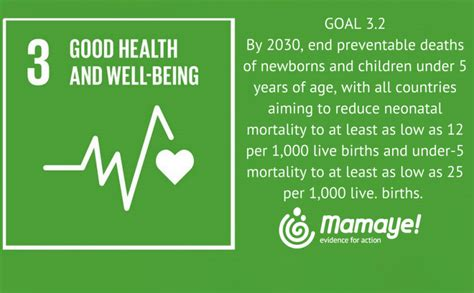 3 GOOD HEALTH
AND WELL-BEING
GOAL 3.2
By 2030, end preventable deaths
of newborns and children under 5
years of age, with all countries
aiming to reduce neonatal
mortality to at least as low as 12
per 1,000 live births and under-5
mortality to at least as low as 25
per 1,000 live. births.
Mamaye!
evidence for action